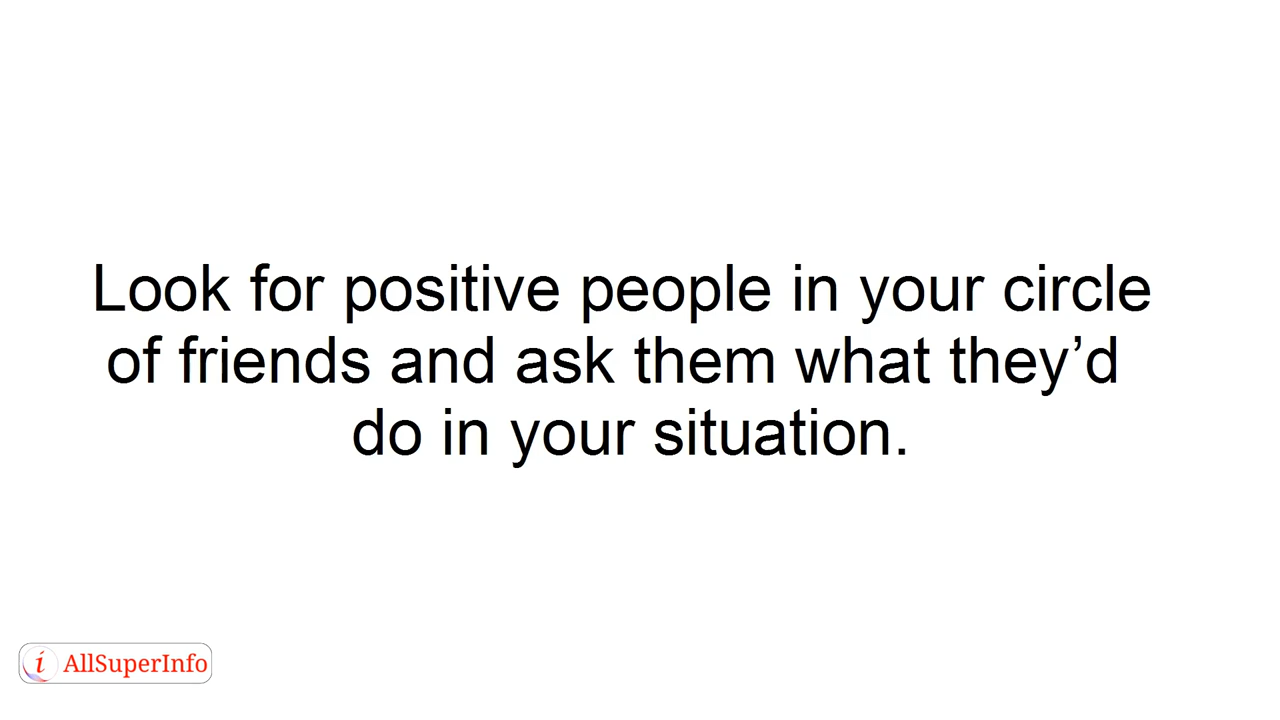 Look for positive people in your circle
of friends and ask them what they’d
do in your situation.
i AllSuperInfo